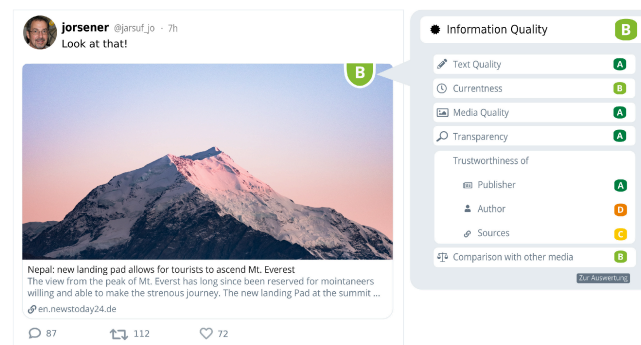 jorsener @jarsuf_jo · 7h
Look at that!
B
Nepal: new landing pad allows for tourists to ascend Mt. Everest
The view from the peak of Mt. Everst has long since been reserved for mointaneers
willing and able to make the strenous journey. The new landing Pad at the summit ...
en.newstoday24.de
87 112 72
Information Quality B
Text Quality A
Currentness B
Media Quality A
Transparency A
Trustworthiness of
Publisher A
Author D
Sources C
Comparison with other media B
Zur Auswertung